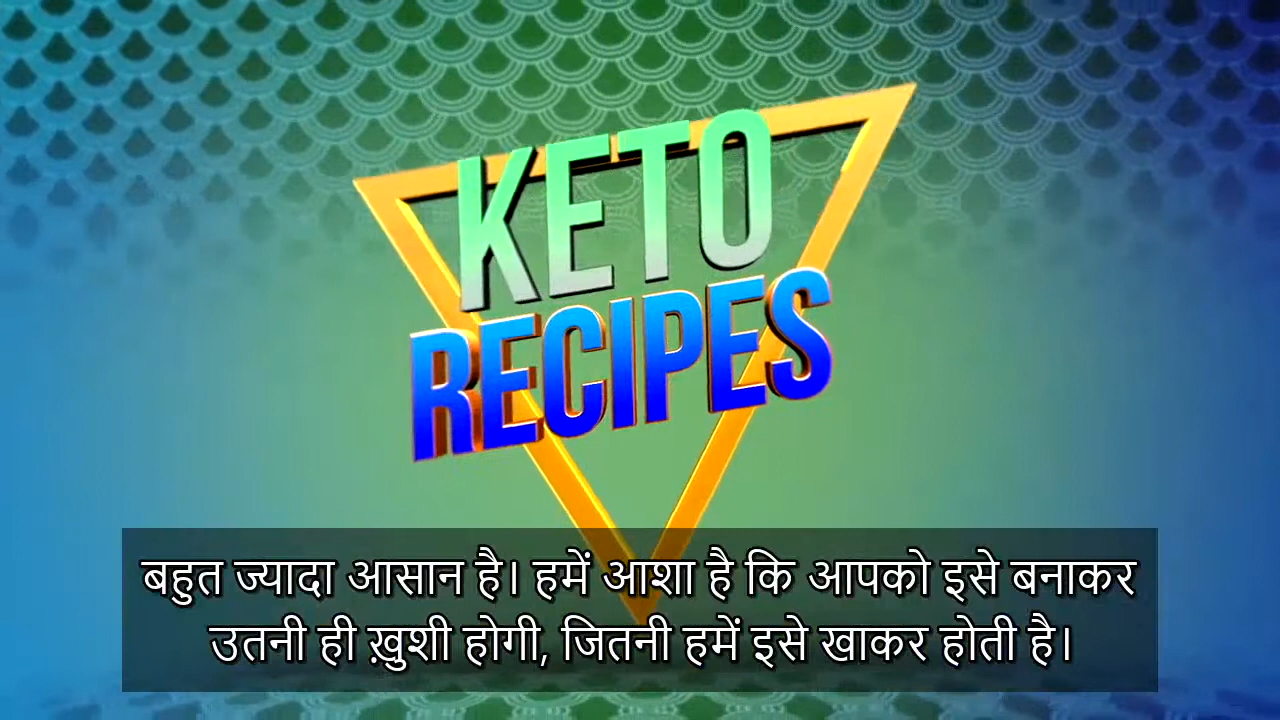 KETO
RECIPES
बहुत ज्यादा आसान है। हमें आशा है कि आपको इसे बनाकर
उतनी ही ख़ुशी होगी, जितनी हमें इसे खाकर होती है।